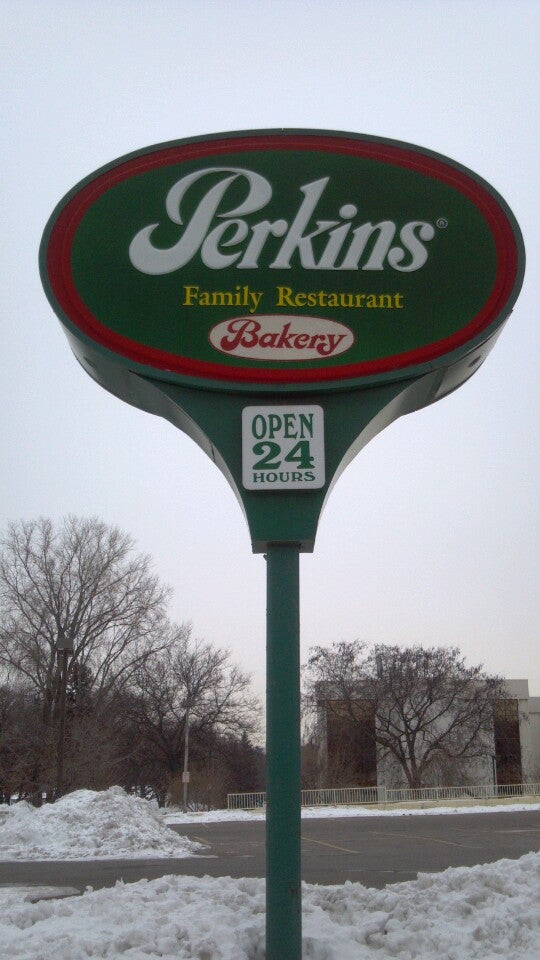 Perkins®
Family Restaurant
Bakery
OPEN
24
HOURS